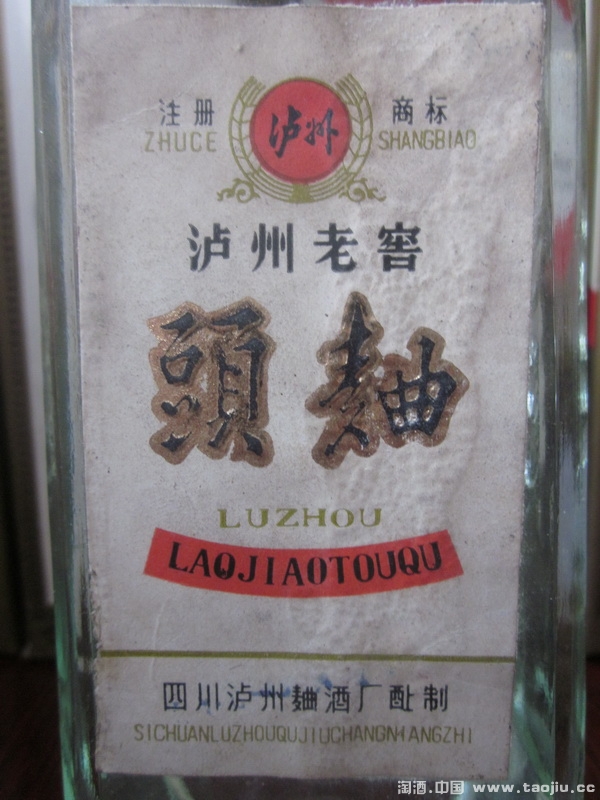 注册 泸州 商标
ZHUCE SHANGBIAO
泸州老窖
頭麯
LUZHOU
LAOJIAOTOUQU
四川泸州麯酒厂酿制
SICHUANLUZHOUQUJIUCHANGNIANGZHI
淘酒.中国 www.taojiu.cc